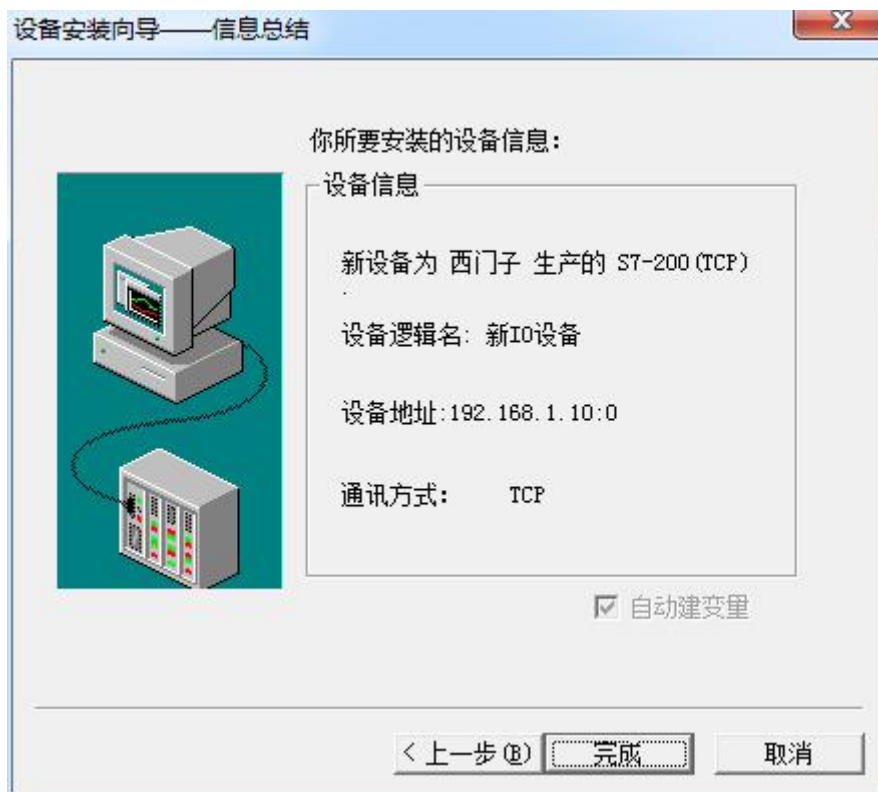 设备安装向导——信息总结
你所要安装的设备信息：
设备信息
新设备为 西门子 生产的 S7-200(TCP)
设备逻辑名: 新IO设备
设备地址:192.168.1.10:0
通讯方式： TCP
自动建变量
< 上一步(B) 完成 取消